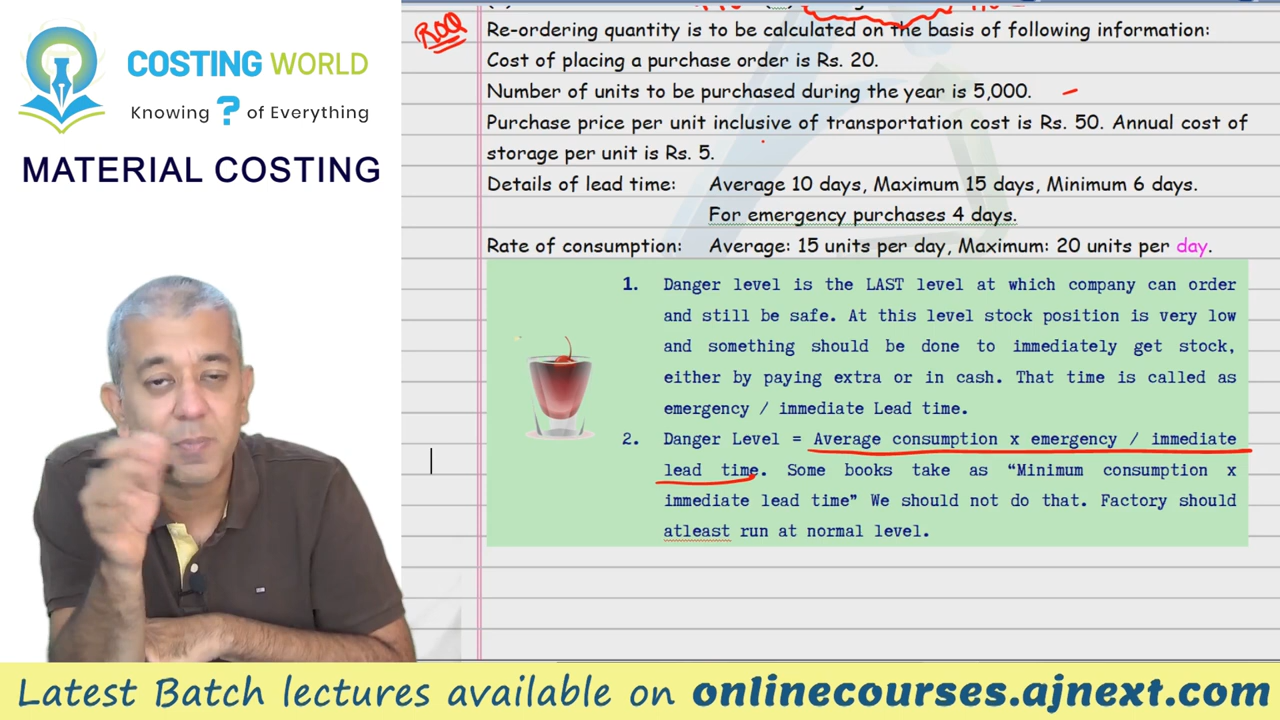 COSTING WORLD
Knowing ? of Everything
MATERIAL COSTING
ROQ
Re-ordering quantity is to be calculated on the basis of following information:
Cost of placing a purchase order is Rs. 20.
Number of units to be purchased during the year is 5,000.
Purchase price per unit inclusive of transportation cost is Rs. 50. Annual cost of
storage per unit is Rs. 5.
Details of lead time: Average 10 days, Maximum 15 days, Minimum 6 days.
For emergency purchases 4 days.
Rate of consumption: Average: 15 units per day, Maximum: 20 units per day.
1. Danger level is the LAST level at which company can order
and still be safe. At this level stock position is very low
and something should be done to immediately get stock,
either by paying extra or in cash. That time is called as
emergency / immediate Lead time.
2. Danger Level = Average consumption x emergency / immediate
lead time. Some books take as “Minimum consumption x
immediate lead time” We should not do that. Factory should
atleast run at normal level.
Latest Batch lectures available on onlinecourses.ajnext.com